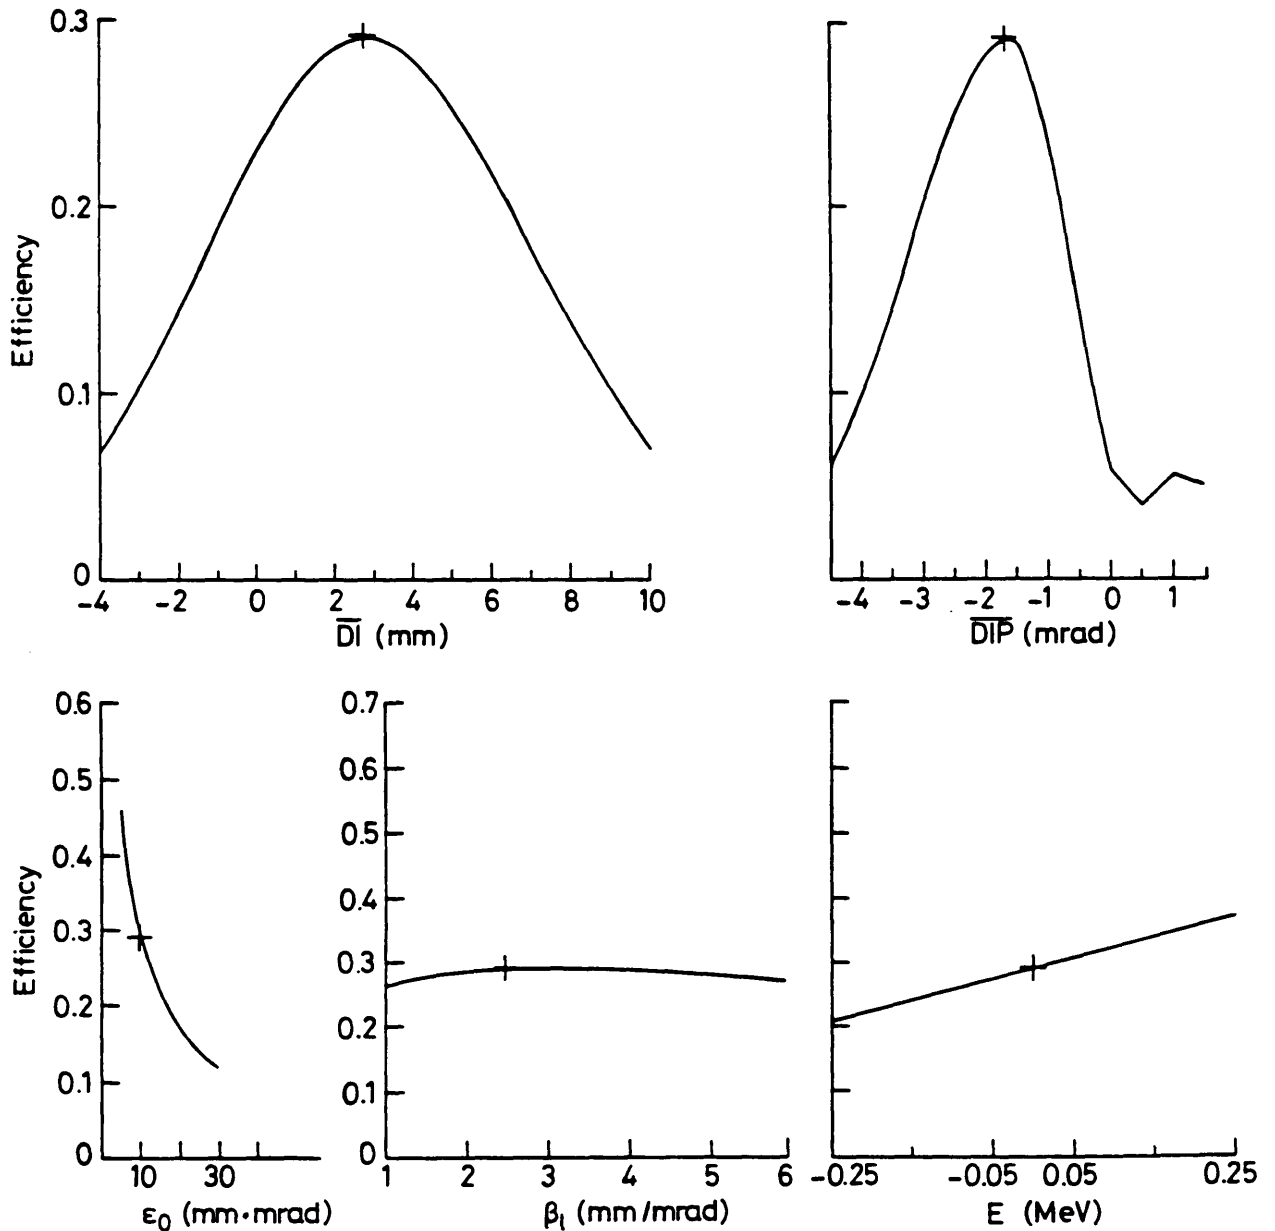 0.3
0.2
0.1
0
Efficiency
-4 -2 0 2 4 6 8 10
D̅I̅ (mm)
-4 -3 -2 -1 0 1
D̅I̅P̅ (mrad)
0.6
0.5
0.4
0.3
0.2
0.1
0
Efficiency
10 30
ε₀ (mm·mrad)
0.7
0.6
0.5
0.4
0.3
0.2
0.1
0
1 2 3 4 5 6
βₗ (mm/mrad)
-0.25 -0.05 0.05 0.25
E (MeV)